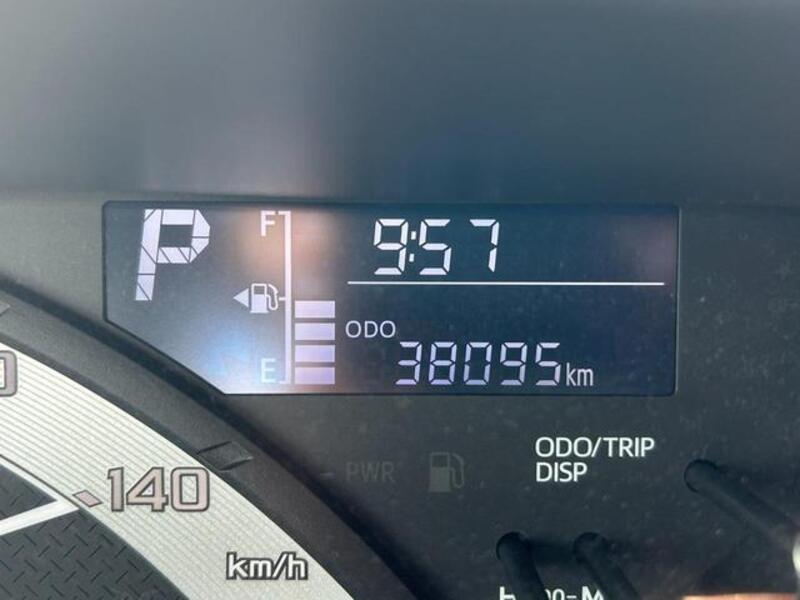 P
F
9:57
ODO
38095km
E
ODO/TRIP
DISP
PWR
140
km/h